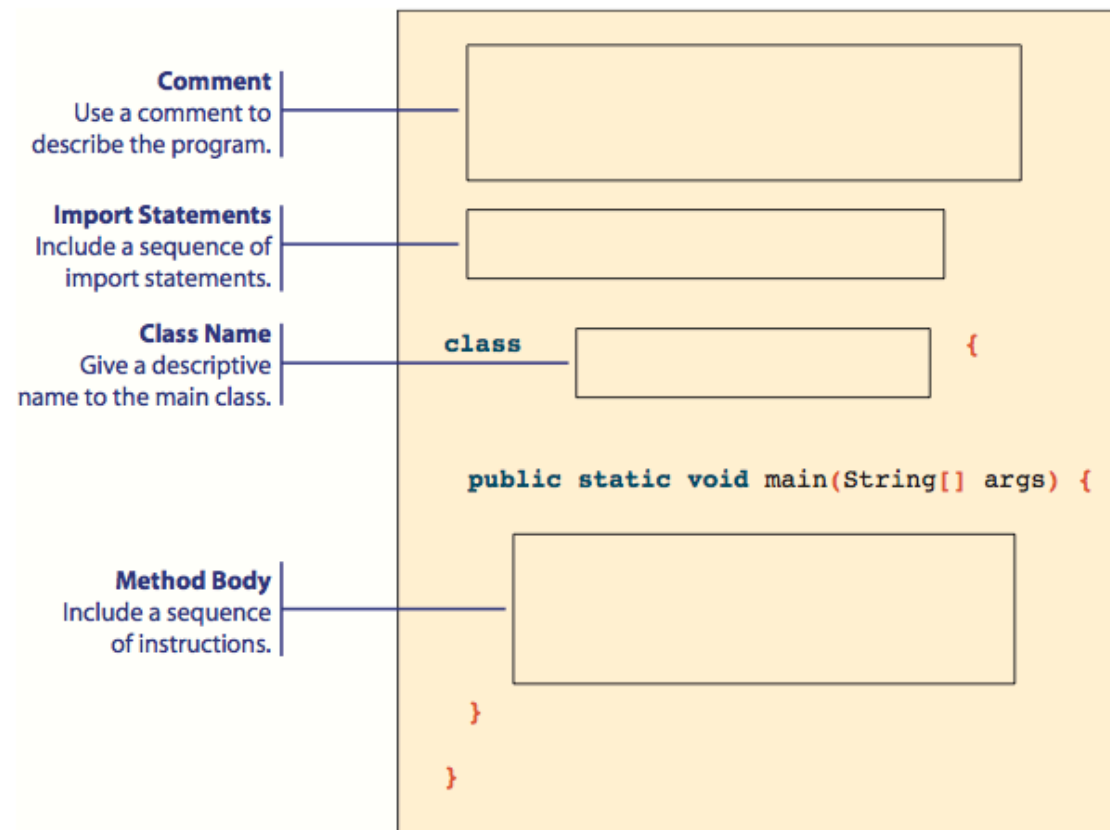 Comment
Use a comment to
describe the program.
Import Statements
Include a sequence of
import statements.
Class Name
Give a descriptive
name to the main class.
class {
public static void main(String[] args) {
Method Body
Include a sequence
of instructions.
}
}